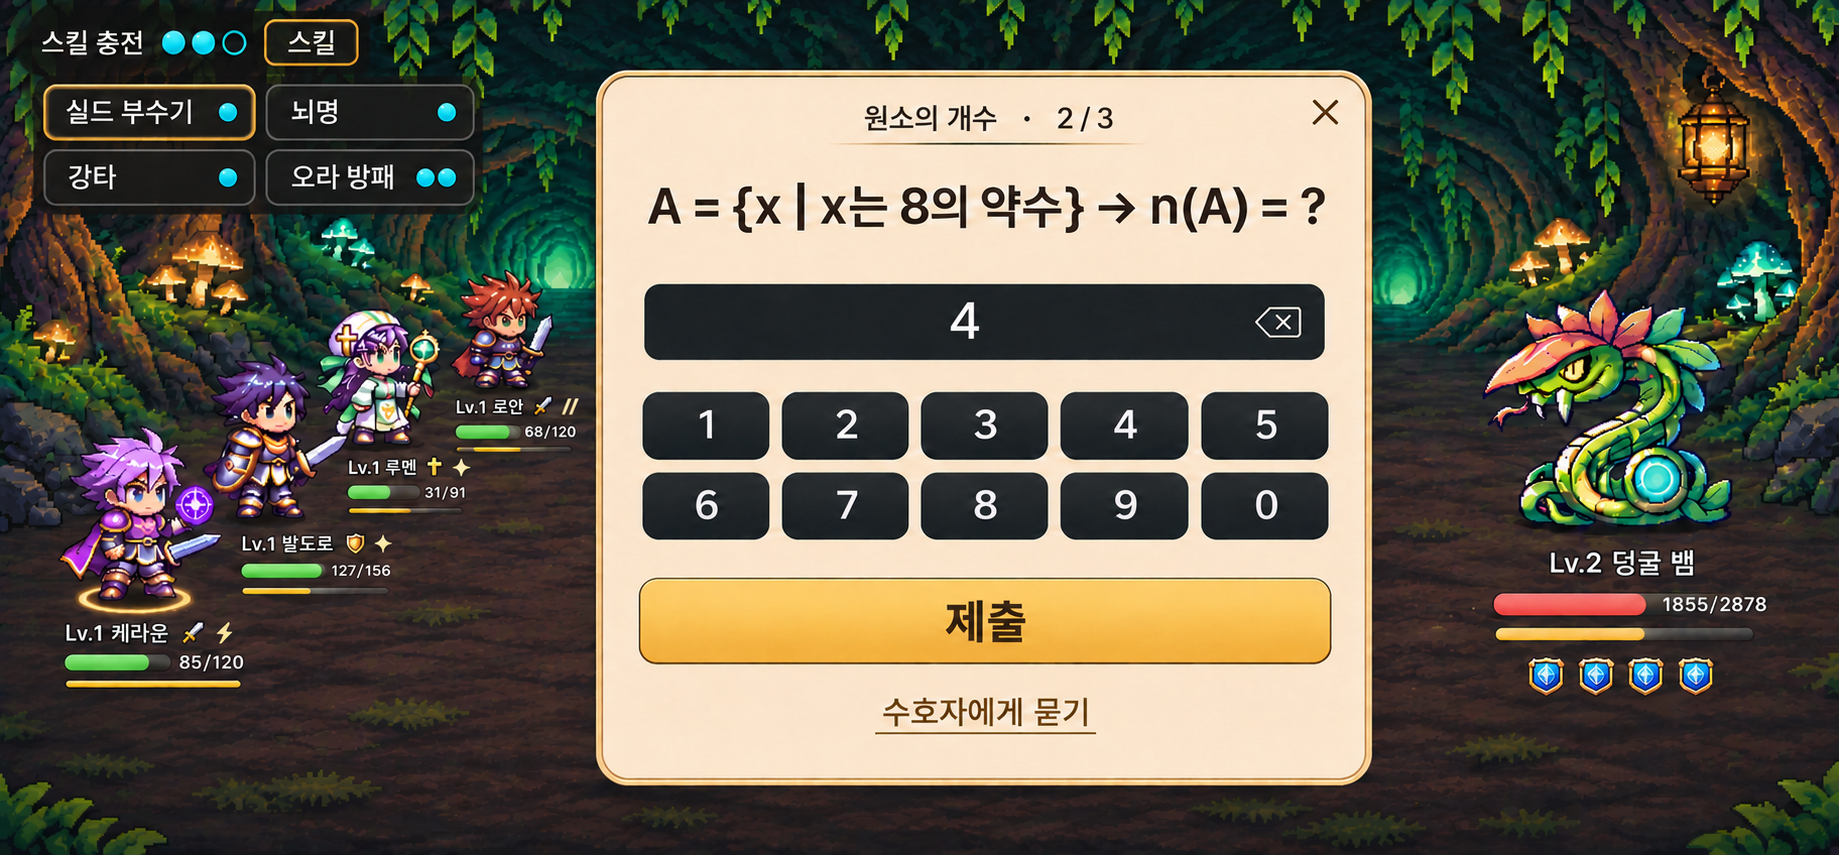 스킬 충전 스킬
실드 부수기 뇌명
강타 오라 방패
원소의 개수 · 2 / 3
A = {x | x는 8의 약수} → n(A) = ?
4
1 2 3 4 5
6 7 8 9 0
제출
수호자에게 묻기
Lv.1 로안
68/120
Lv.1 루멘
31/91
Lv.1 발도로
127/156
Lv.1 케라운
85/120
Lv.2 덩굴 뱀
1855/2878